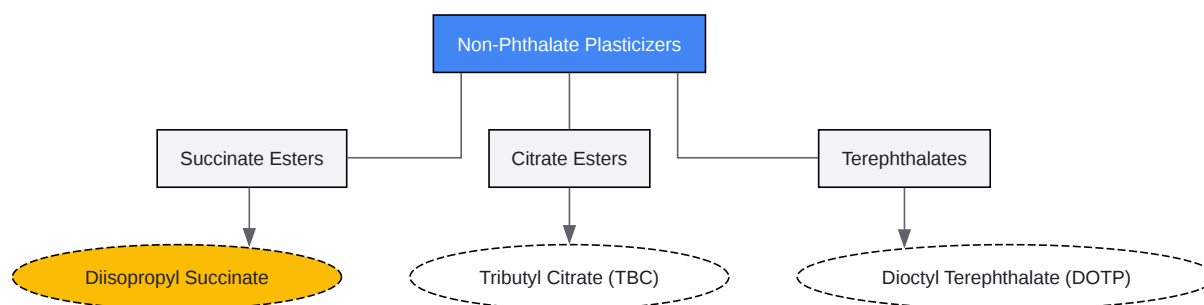 Non-Phthalate Plasticizers
Succinate Esters
Citrate Esters
Terephthalates
Diisopropyl Succinate
Tributyl Citrate (TBC)
Dioctyl Terephthalate (DOTP)